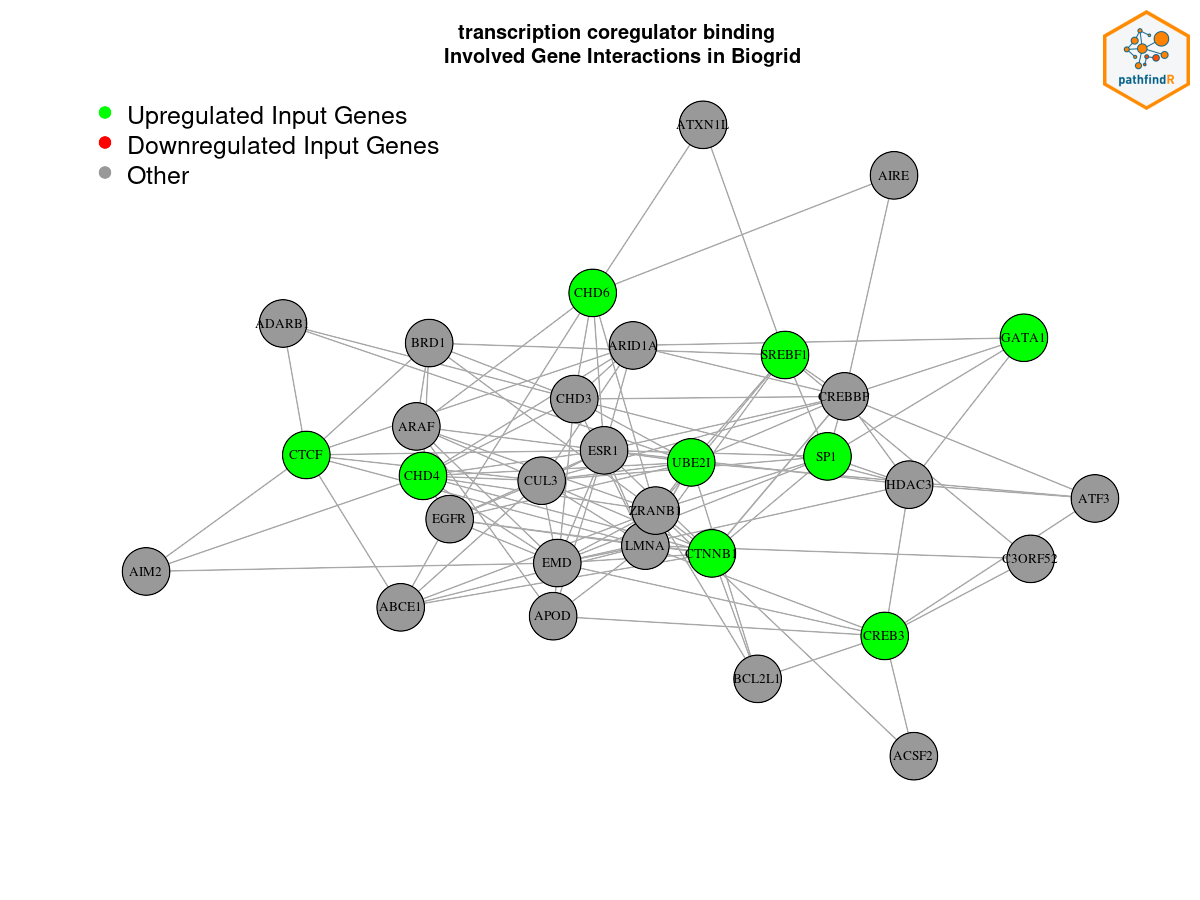 transcription coregulator binding
Involved Gene Interactions in Biogrid
pathfindR
Upregulated Input Genes
Downregulated Input Genes
Other
ATXN1L
AIRE
CHD6
ADARB1
BRD1
ARID1A
SREBF1
GATA1
CHD3
CREBBP
ARAF
CTCF
ESR1
UBE2I
SP1
CHD4
CUL3
HDAC3
ATF3
EGFR
ZRANB1
LMNA
CTNNB1
EMD
C3ORF52
AIM2
ABCE1
APOD
CREB3
BCL2L1
ACSF2